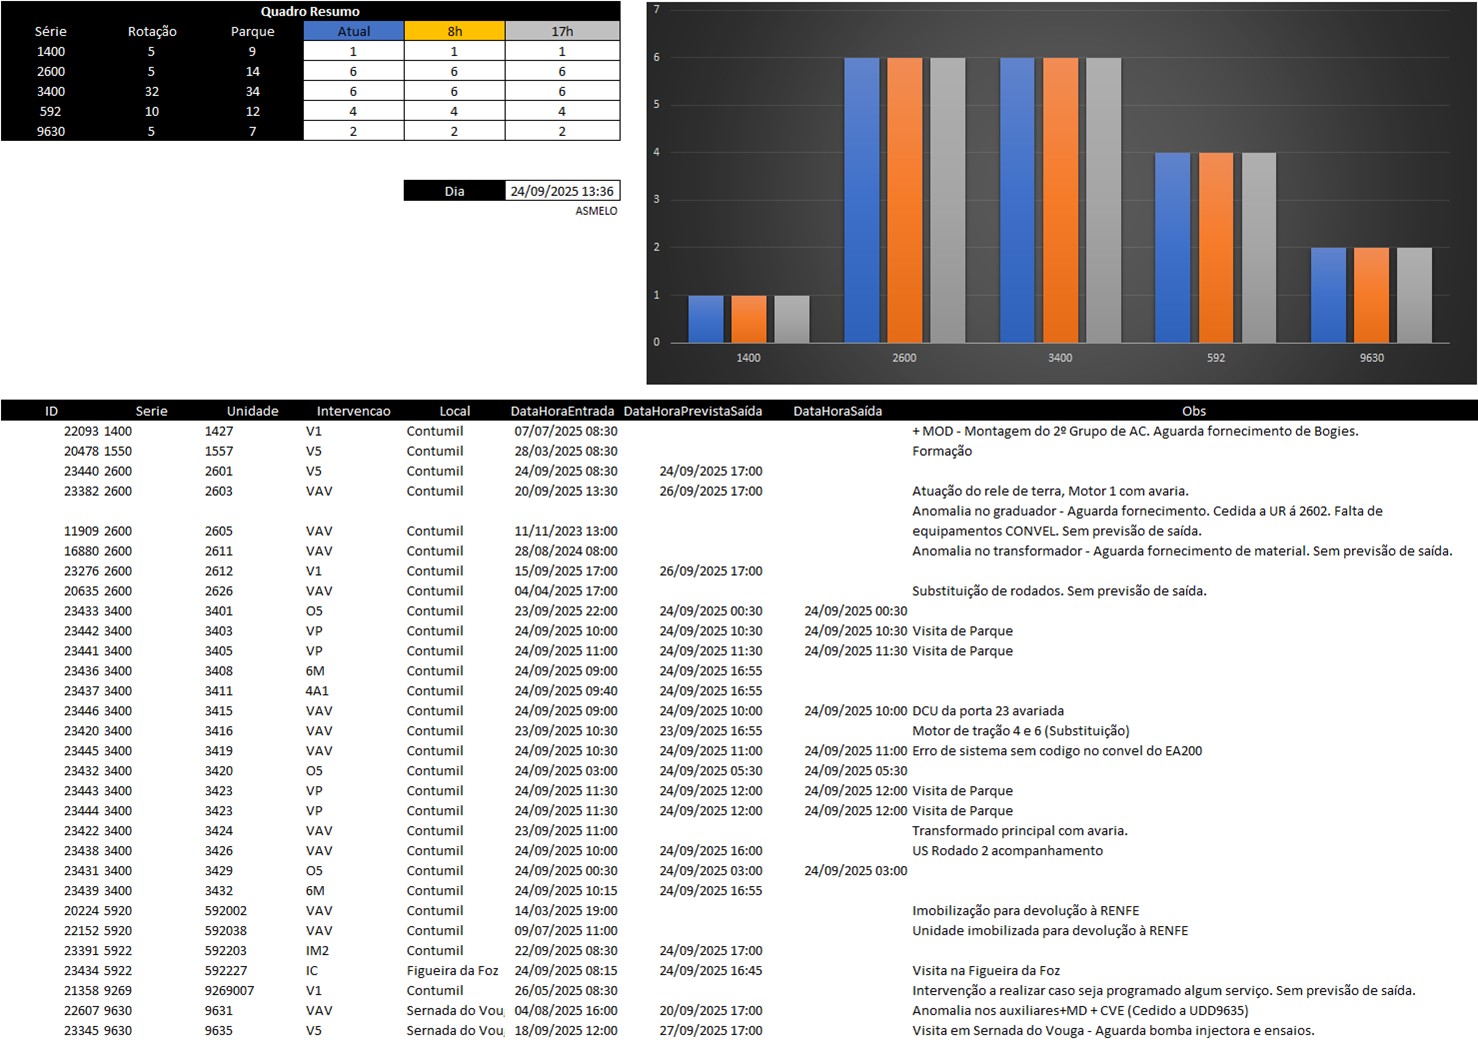 Quadro Resumo
Série Rotação Parque Atual 8h 17h
1400 5 9 1 1 1
2600 5 14 6 6 6
3400 32 34 6 6 6
592 10 12 4 4 4
9630 5 7 2 2 2
Dia 24/09/2025 13:36
ASMELO
7
6
5
4
3
2
1
0
1400 2600 3400 592 9630
ID Serie Unidade Intervencao Local DataHoraEntrada DataHoraPrevistaSaída DataHoraSaída Obs
22093 1400 1427 V1 Contumil 07/07/2025 08:30 + MOD - Montagem do 2º Grupo de AC. Aguarda fornecimento de Bogies.
20478 1550 1557 V5 Contumil 28/03/2025 08:30 Formação
23440 2600 2601 V5 Contumil 24/09/2025 08:30 24/09/2025 17:00
23382 2600 2603 VAV Contumil 20/09/2025 13:30 26/09/2025 17:00 Atuação do rele de terra, Motor 1 com avaria.
Anomalia no graduador - Aguarda fornecimento. Cedida a UR á 2602. Falta de
11909 2600 2605 VAV Contumil 11/11/2023 13:00 equipamentos CONVEL. Sem previsão de saída.
16880 2600 2611 VAV Contumil 28/08/2024 08:00 Anomalia no transformador - Aguarda fornecimento de material. Sem previsão de saída.
23276 2600 2612 V1 Contumil 15/09/2025 17:00 26/09/2025 17:00
20635 2600 2626 VAV Contumil 04/04/2025 17:00 Substituição de rodados. Sem previsão de saída.
23433 3400 3401 O5 Contumil 23/09/2025 22:00 24/09/2025 00:30 24/09/2025 00:30
23442 3400 3403 VP Contumil 24/09/2025 10:00 24/09/2025 10:30 24/09/2025 10:30 Visita de Parque
23441 3400 3405 VP Contumil 24/09/2025 11:00 24/09/2025 11:30 24/09/2025 11:30 Visita de Parque
23436 3400 3408 6M Contumil 24/09/2025 09:00 24/09/2025 16:55
23437 3400 3411 4A1 Contumil 24/09/2025 09:40 24/09/2025 16:55
23446 3400 3415 VAV Contumil 24/09/2025 09:00 24/09/2025 10:00 24/09/2025 10:00 DCU da porta 23 avariada
23420 3400 3416 VAV Contumil 23/09/2025 10:30 23/09/2025 16:55 Motor de tração 4 e 6 (Substituição)
23445 3400 3419 VAV Contumil 24/09/2025 10:30 24/09/2025 11:00 24/09/2025 11:00 Erro de sistema sem codigo no convel do EA200
23432 3400 3420 O5 Contumil 24/09/2025 03:00 24/09/2025 05:30 24/09/2025 05:30
23443 3400 3423 VP Contumil 24/09/2025 11:30 24/09/2025 12:00 24/09/2025 12:00 Visita de Parque
23444 3400 3423 VP Contumil 24/09/2025 11:30 24/09/2025 12:00 24/09/2025 12:00 Visita de Parque
23422 3400 3424 VAV Contumil 23/09/2025 11:00 Transformado principal com avaria.
23438 3400 3426 VAV Contumil 24/09/2025 10:00 24/09/2025 16:00 US Rodado 2 acompanhamento
23431 3400 3429 O5 Contumil 24/09/2025 00:30 24/09/2025 03:00 24/09/2025 03:00
23439 3400 3432 6M Contumil 24/09/2025 10:15 24/09/2025 16:55
20224 5920 592002 VAV Contumil 14/03/2025 19:00 Imobilização para devolução à RENFE
22152 5920 592038 VAV Contumil 09/07/2025 11:00 Unidade imobilizada para devolução à RENFE
23391 5922 592203 IM2 Contumil 22/09/2025 08:30 24/09/2025 17:00
23434 5922 592227 IC Figueira da Foz 24/09/2025 08:15 24/09/2025 16:45 Visita na Figueira da Foz
21358 9269 9269007 V1 Contumil 26/05/2025 08:30 Intervenção a realizar caso seja programado algum serviço. Sem previsão de saída.
22607 9630 9631 VAV Sernada do Vou 04/08/2025 16:00 20/09/2025 17:00 Anomalia nos auxiliares+MD + CVE (Cedido a UDD9635)
23345 9630 9635 V5 Sernada do Vou 18/09/2025 12:00 27/09/2025 17:00 Visita em Sernada do Vouga - Aguarda bomba injectora e ensaios.